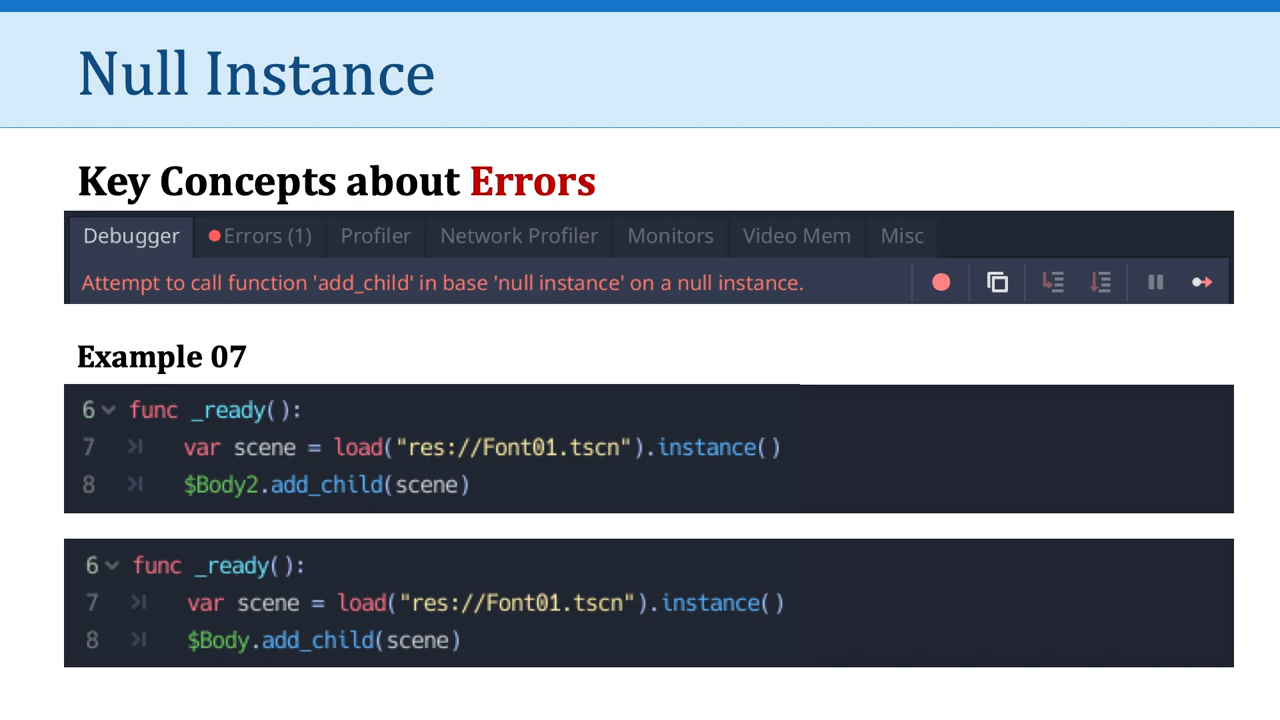 Null Instance
Key Concepts about Errors
Debugger Errors (1) Profiler Network Profiler Monitors Video Mem Misc
Attempt to call function 'add_child' in base 'null instance' on a null instance.
Example 07
6 func _ready():
7 var scene = load("res://Font01.tscn").instance()
8 $Body2.add_child(scene)
6 func _ready():
7 var scene = load("res://Font01.tscn").instance()
8 $Body.add_child(scene)